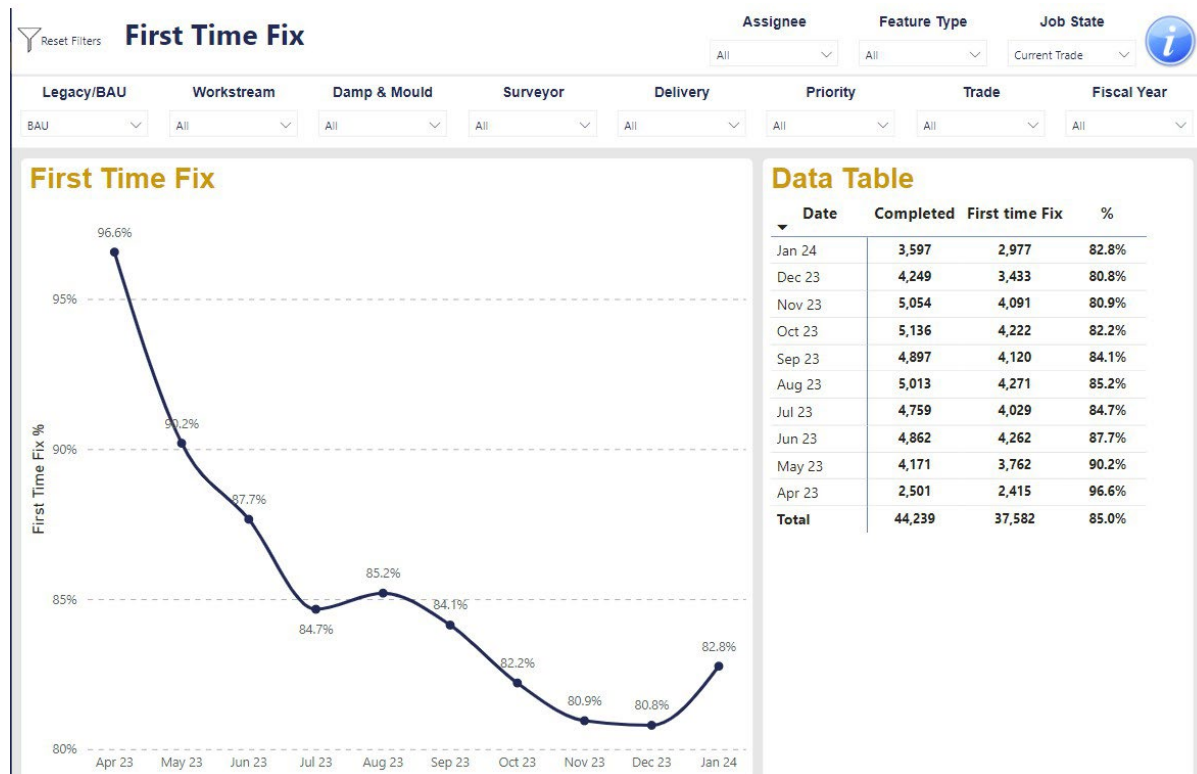 Reset Filters First Time Fix
Assignee Feature Type Job State
All All Current Trade
i
Legacy/BAU Workstream Damp & Mould Surveyor Delivery Priority Trade Fiscal Year
BAU All All All All All All All
First Time Fix
96.6%
95%
90.2%
90%
87.7%
85.2%
85%
84.1%
84.7%
82.2%
82.8%
80.9%
80.8%
80%
First Time Fix %
Apr 23 May 23 Jun 23 Jul 23 Aug 23 Sep 23 Oct 23 Nov 23 Dec 23 Jan 24
Data Table
Date Completed First time Fix %
Jan 24 3,597 2,977 82.8%
Dec 23 4,249 3,433 80.8%
Nov 23 5,054 4,091 80.9%
Oct 23 5,136 4,222 82.2%
Sep 23 4,897 4,120 84.1%
Aug 23 5,013 4,271 85.2%
Jul 23 4,759 4,029 84.7%
Jun 23 4,862 4,262 87.7%
May 23 4,171 3,762 90.2%
Apr 23 2,501 2,415 96.6%
Total 44,239 37,582 85.0%